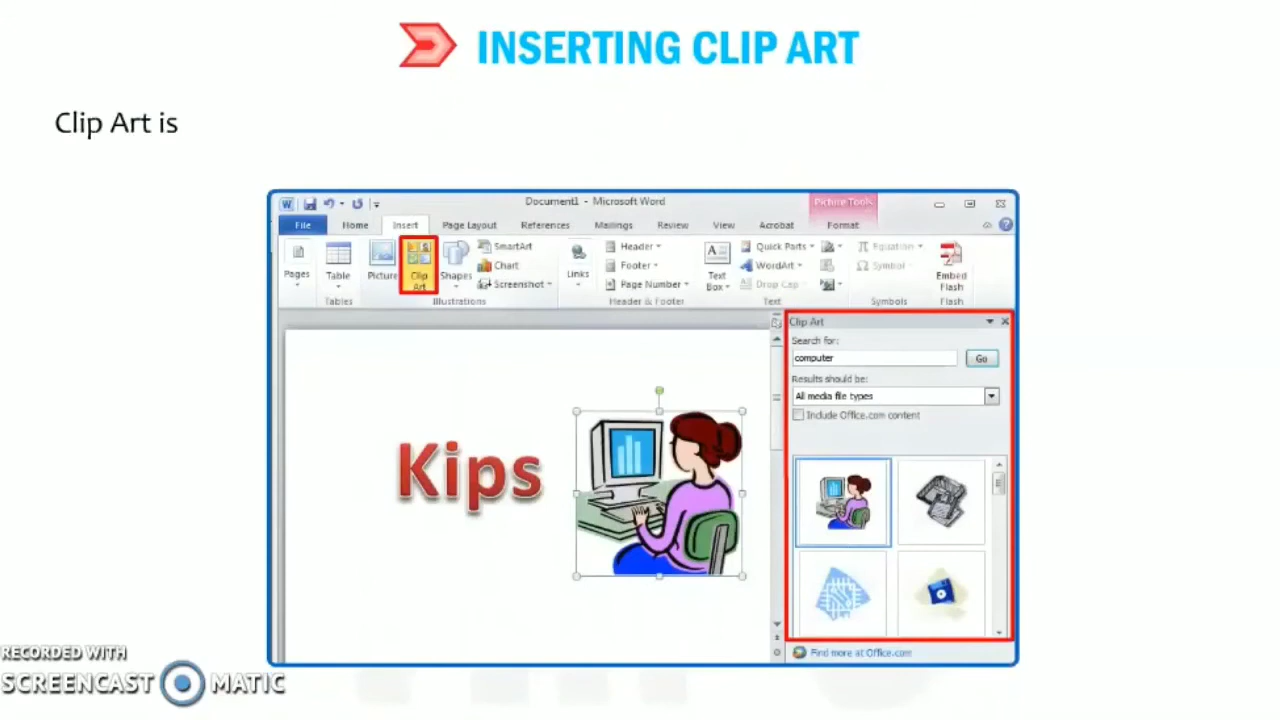 INSERTING CLIP ART
Clip Art is
Document1 - Microsoft Word
Picture Tools
File Home Insert Page Layout References Mailings Review View Acrobat Format
Pages
Table
Picture
Clip Art
Shapes
SmartArt
Chart
Screenshot
Links
Header
Footer
Page Number
Text Box
Quick Parts
WordArt
Drop Cap
Equation
Symbol
Embed Flash
Tables Illustrations Header & Footer Text Symbols Flash
Clip Art
Search for:
computer Go
Results should be:
All media file types
Include Office.com content
Kips
Find more at Office.com
RECORDED WITH
SCREENCAST MATIC